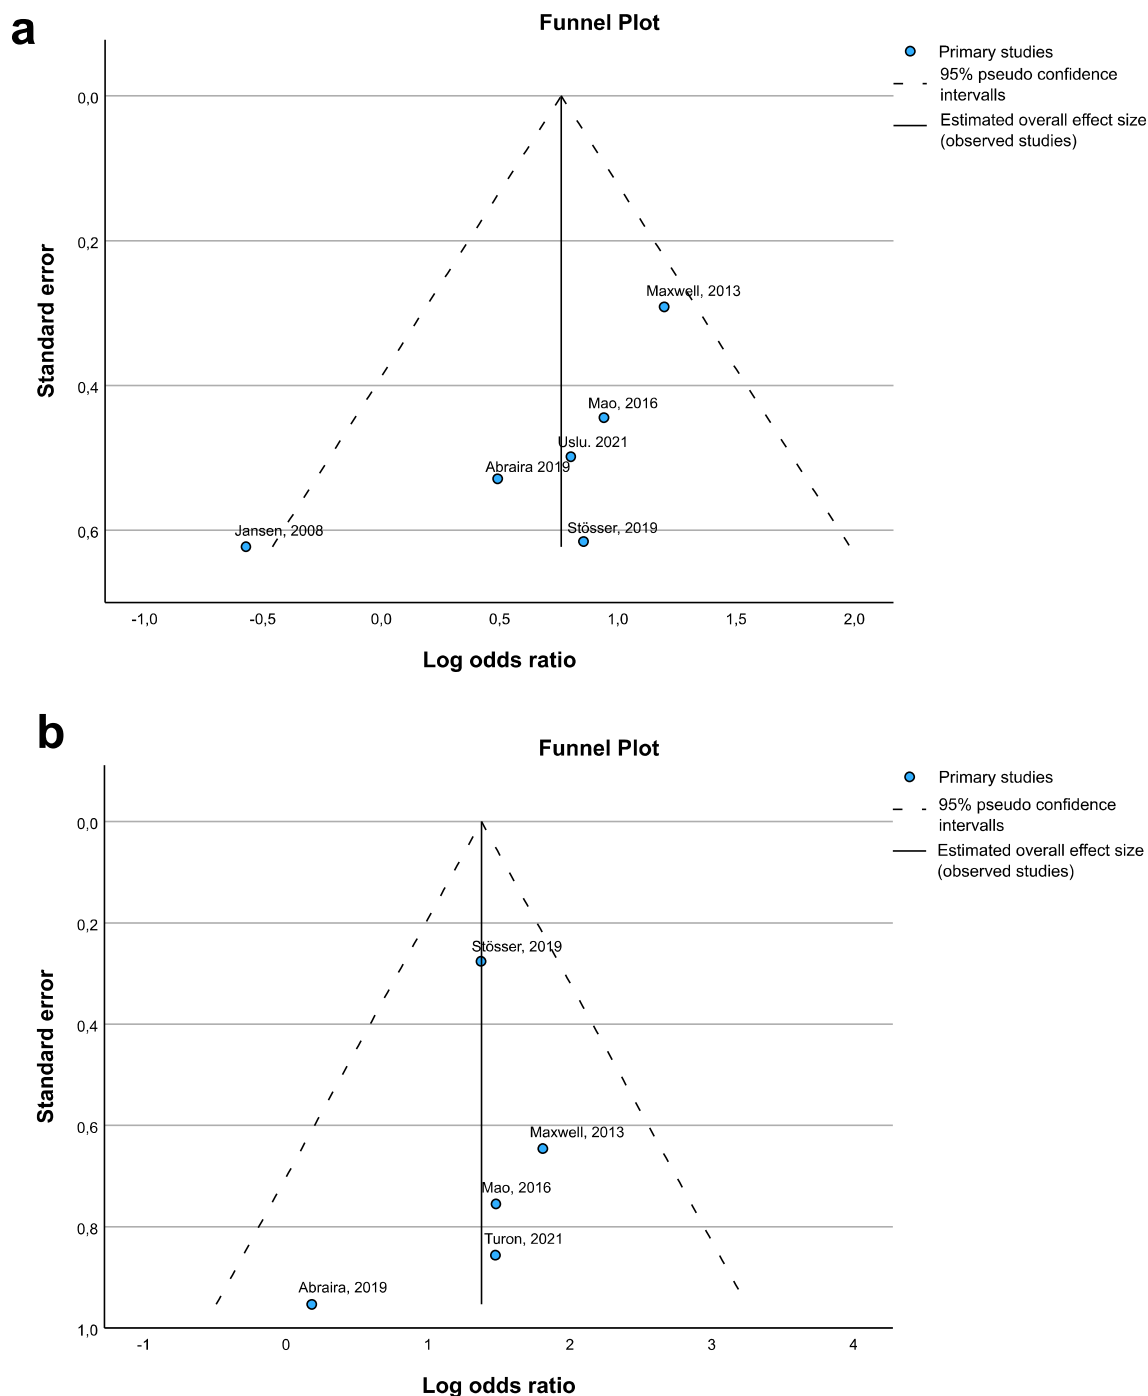 a
Funnel Plot
Primary studies
95% pseudo confidence
intervalls
Estimated overall effect size
(observed studies)
Standard error
0,0
0,2
0,4
0,6
Maxwell, 2013
Mao, 2016
Uslu. 2021
Abraira 2019
Jansen, 2008
Stösser, 2019
-1,0
-0,5
0,0
0,5
1,0
1,5
2,0
Log odds ratio
b
Funnel Plot
Primary studies
95% pseudo confidence
intervalls
Estimated overall effect size
(observed studies)
Standard error
0,0
0,2
0,4
0,6
0,8
1,0
Stösser, 2019
Maxwell, 2013
Mao, 2016
Turon, 2021
Abraira, 2019
-1
0
1
2
3
4
Log odds ratio